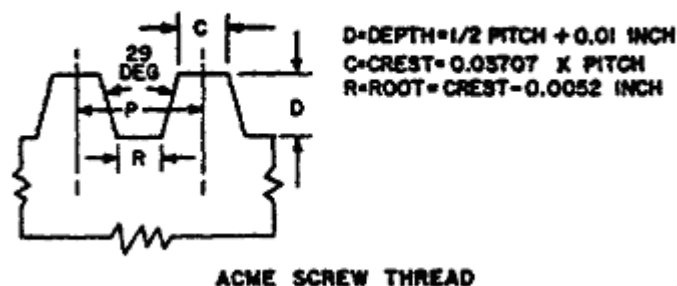 C
D=DEPTH=1/2 PITCH + 0.01 INCH
29
DEG
C=CREST= 0.03707 X PITCH
R=ROOT= CREST-0.0052 INCH
P
D
R
ACME SCREW THREAD